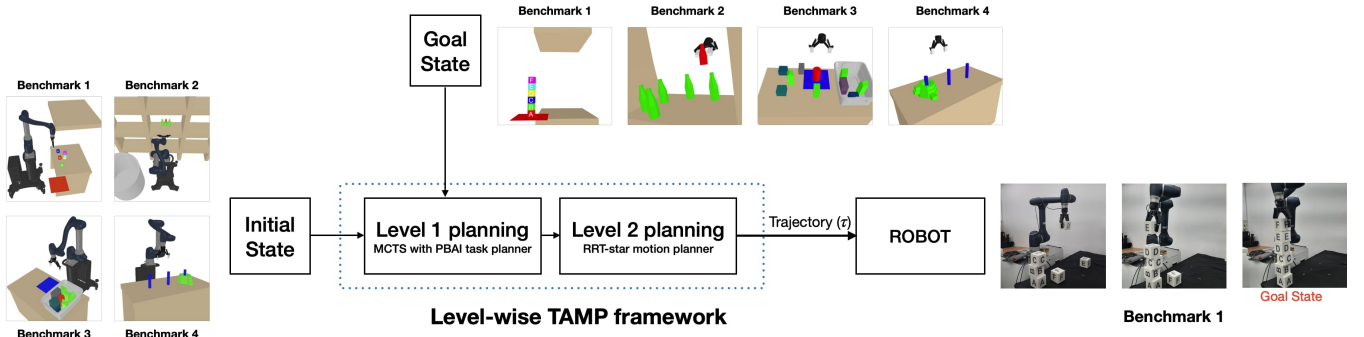 Benchmark 1
Benchmark 2
Benchmark 3
Benchmark 4
Goal
State
Benchmark 1
Benchmark 2
Benchmark 3
Benchmark 4
Initial
State
Level 1 planning
MCTS with PBAI task planner
Level 2 planning
RRT-star motion planner
Trajectory (τ)
ROBOT
Level-wise TAMP framework
Goal State
Benchmark 1